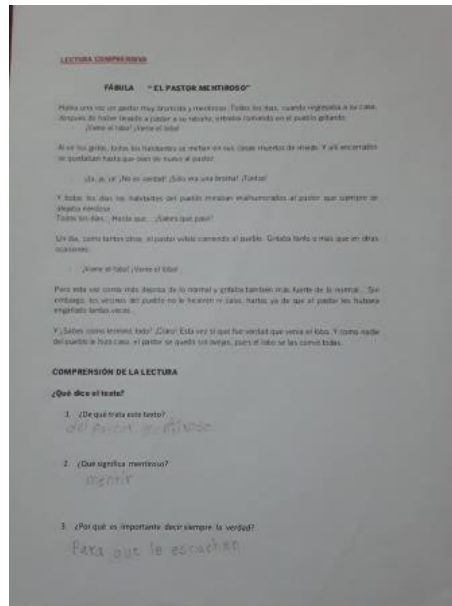 LECTURA COMPRENSIVA
FÁBULA "EL PASTOR MENTIROSO"
Había una vez un pastor muy bromista y mentiroso. Todos los días, cuando regresaba a su casa,
después de haber llevado a pastar a su rebaño, entraba corriendo en el pueblo gritando:
¡Viene el lobo! ¡Viene el lobo!
Al oír los gritos, todos los habitantes se metían en sus casas muertos de miedo. Y allí encerrados
se quedaban hasta que oían de nuevo al pastor:
¡Ja, ja, ja! ¡No es verdad! ¡Sólo era una broma! ¡Tontos!
Y todos los días los habitantes del pueblo miraban malhumorados al pastor que siempre se
alejaba riéndose.
Todos los días... Hasta que... ¿Sabes qué pasó?
Un día, como tantos otros, el pastor volvió corriendo al pueblo. Gritaba tanto o más que en otras
ocasiones:
¡Viene el lobo! ¡Viene el lobo!
Pero esta vez corría más deprisa de lo normal y gritaba también más fuerte de lo normal... Sin
embargo, los vecinos del pueblo no le hicieron ni caso, hartos ya de que el pastor les hubiera
engañado tantas veces...
Y ¿Sabes cómo terminó todo? ¡Claro! Esta vez sí que fue verdad que venía el lobo. Y como nadie
del pueblo le hizo caso, el pastor se quedó sin ovejas, pues el lobo se las comió todas.
COMPRENSIÓN DE LA LECTURA
¿Qué dice el texto?
1. ¿De qué trata este texto?
del pastor mentiroso
2. ¿Qué significa mentiroso?
mentir
3. ¿Por qué es importante decir siempre la verdad?
Para que le escuchen